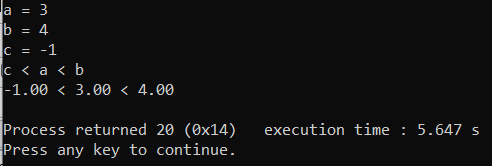 a = 3
b = 4
c = -1
c < a < b
-1.00 < 3.00 < 4.00
Process returned 20 (0x14)   execution time : 5.647 s
Press any key to continue.